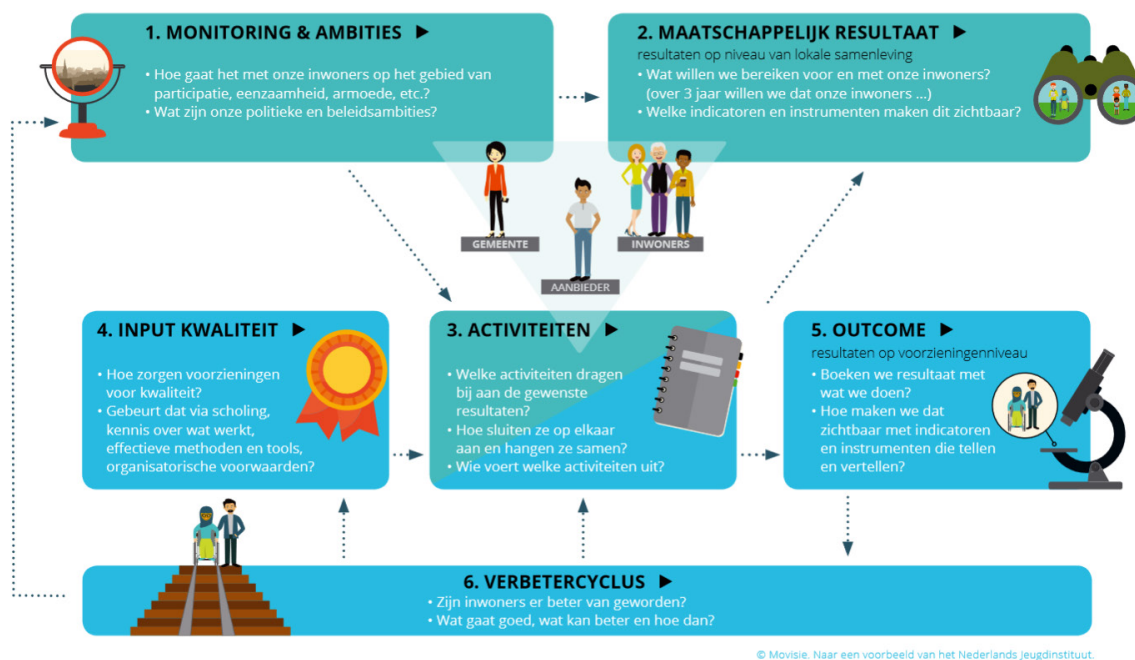 1. MONITORING & AMBITIES ►
• Hoe gaat het met onze inwoners op het gebied van
participatie, eenzaamheid, armoede, etc.?
• Wat zijn onze politieke en beleidsambities?
2. MAATSCHAPPELIJK RESULTAAT ►
resultaten op niveau van lokale samenleving
• Wat willen we bereiken voor en met onze inwoners?
(over 3 jaar willen we dat onze inwoners ...)
• Welke indicatoren en instrumenten maken dit zichtbaar?
GEMEENTE
INWONERS
AANBIEDER
4. INPUT KWALITEIT ►
• Hoe zorgen voorzieningen
voor kwaliteit?
• Gebeurt dat via scholing,
kennis over wat werkt,
effectieve methoden en tools,
organisatorische voorwaarden?
3. ACTIVITEITEN ►
• Welke activiteiten dragen
bij aan de gewenste
resultaten?
• Hoe sluiten ze op elkaar
aan en hangen ze samen?
• Wie voert welke activiteiten uit?
5. OUTCOME ►
resultaten op voorzieningenniveau
• Boeken we resultaat met
wat we doen?
• Hoe maken we dat
zichtbaar met indicatoren
en instrumenten die tellen
en vertellen?
6. VERBETERCYCLUS ►
• Zijn inwoners er beter van geworden?
• Wat gaat goed, wat kan beter en hoe dan?
© Movisie. Naar een voorbeeld van het Nederlands Jeugdinstituut.